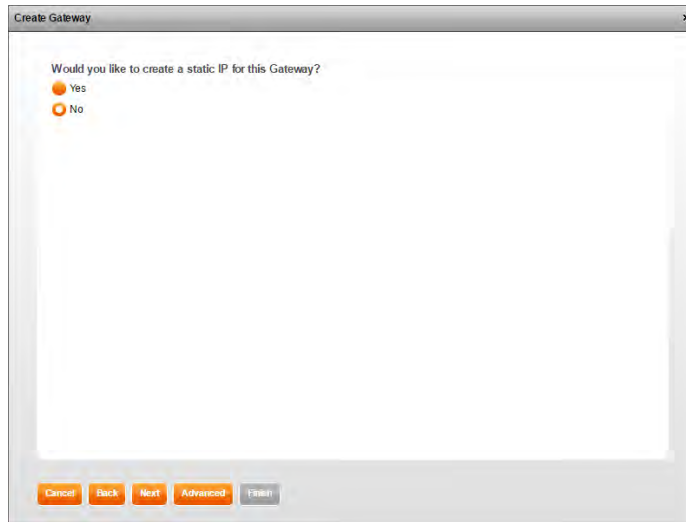 Create Gateway
Would you like to create a static IP for this Gateway?
Yes
No
Cancel Back Next Advanced Finish